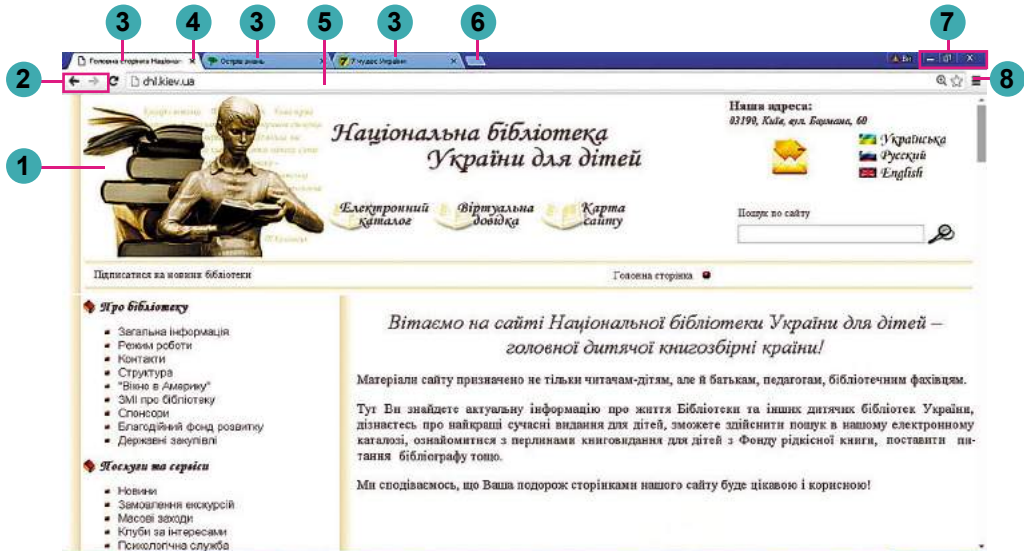 3 4 3 5 3 6 7
Головна сторінка Націонал Острів знань 7 чудес України
2 8
dhl.kiev.ua
Наша адреса:
03190, Київ, вул. Баумана, 60
Національна бібліотека
України для дітей
Українська
Русский
English
1
Електронний каталог
Віртуальна довідка
Карта сайту
Пошук по сайту
Підписатися на новини бібліотеки Головна сторінка
Про бібліотеку
Загальна інформація
Режим роботи
Контакти
Структура
"Вікно в Америку"
ЗМІ про бібліотеку
Спонсори
Благодійний фонд розвитку
Державні закупівлі
Послуги та сервіси
Новини
Замовлення екскурсій
Масові заходи
Клуби за інтересами
Психологічна служба
Вітаємо на сайті Національної бібліотеки України для дітей –
головної дитячої книгозбірні країни!
Матеріали сайту призначено не тільки читачам-дітям, але й батькам, педагогам, бібліотечним фахівцям.
Тут Ви знайдете актуальну інформацію про життя Бібліотеки та інших дитячих бібліотек України,
дізнаєтесь про найкращі сучасні видання для дітей, зможете здійснити пошук в нашому електронному
каталозі, ознайомитися з перлинами книговидання для дітей з Фонду рідкісної книги, поставити пи-
тання бібліографу тощо.
Ми сподіваємось, що Ваша подорож сторінками нашого сайту буде цікавою і корисною!